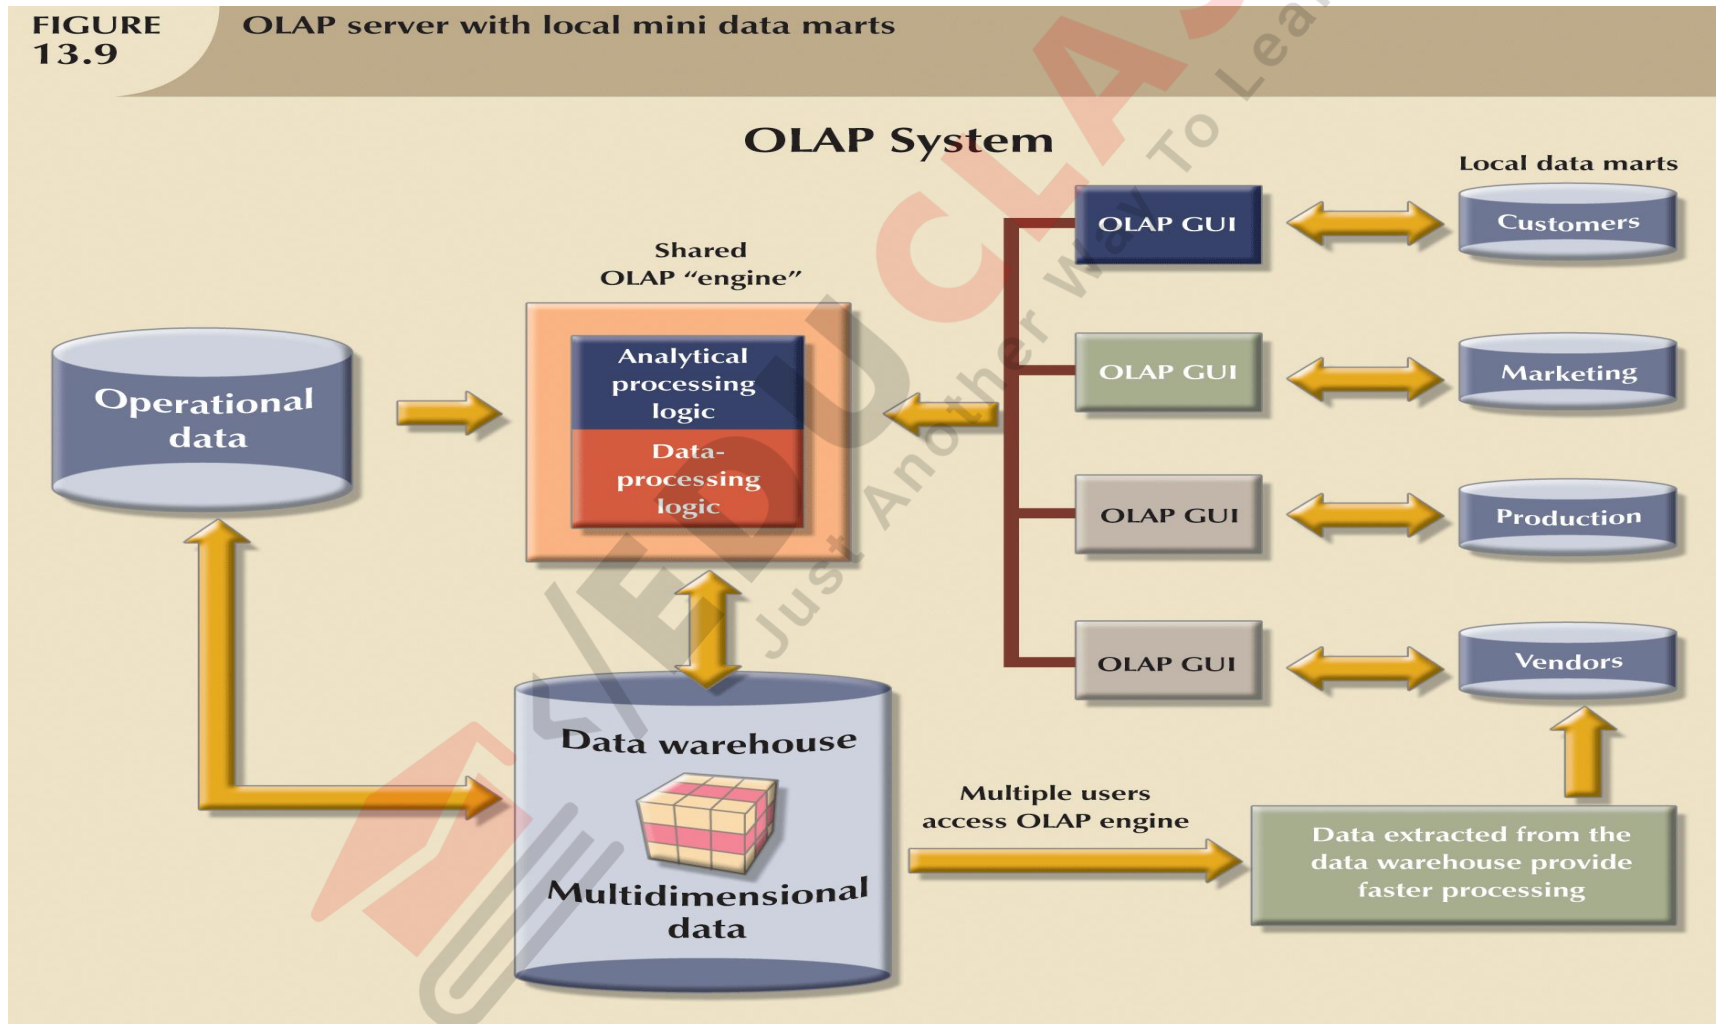 FIGURE
13.9
OLAP server with local mini data marts
OLAP System
Local data marts
OLAP GUI
Customers
Shared
OLAP “engine”
Analytical
processing
logic
Data-
processing
logic
Operational
data
OLAP GUI
Marketing
OLAP GUI
Production
OLAP GUI
Vendors
Data warehouse
Multidimensional
data
Multiple users
access OLAP engine
Data extracted from the
data warehouse provide
faster processing
EDU CLAS
Just Another Way To Lear